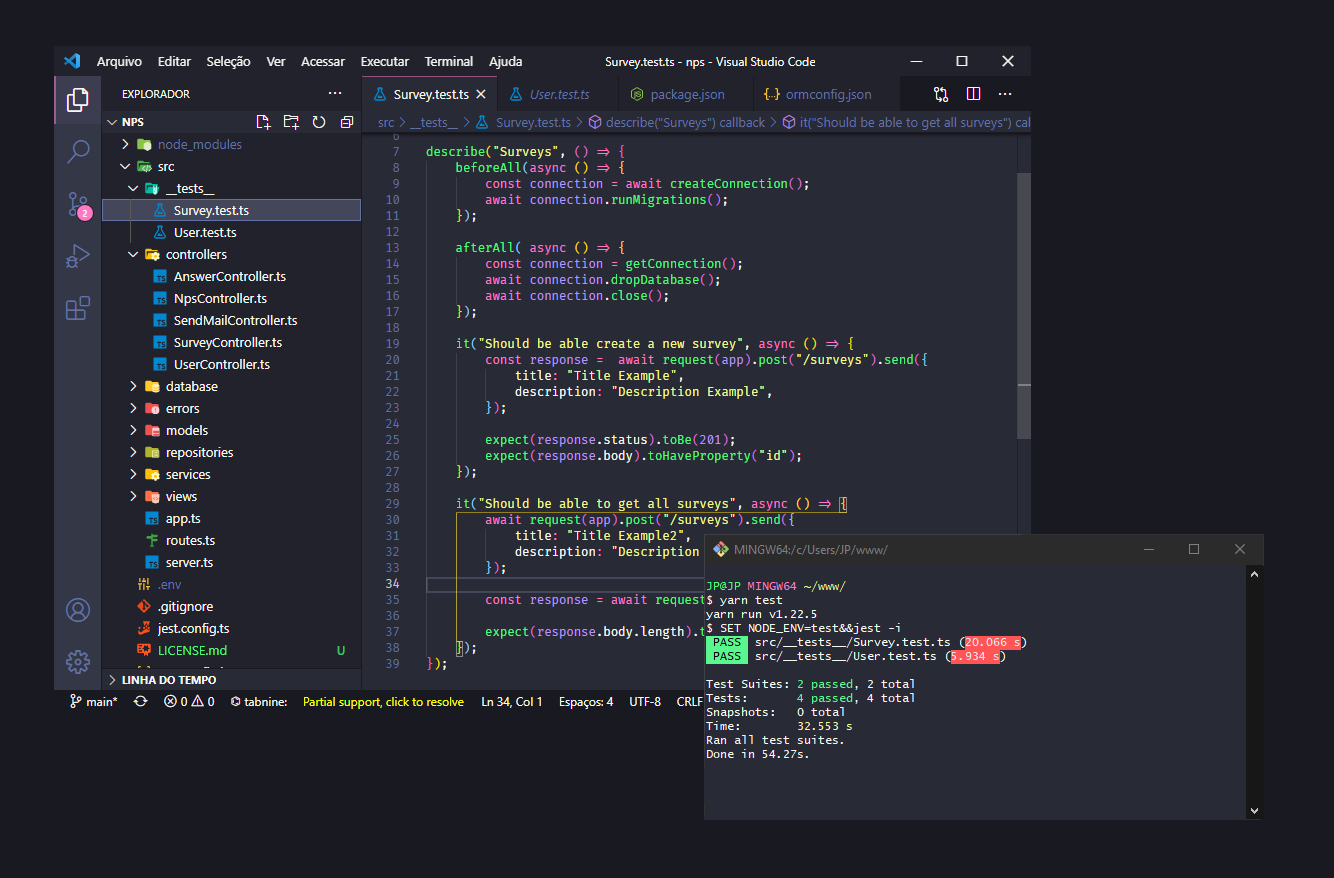 Arquivo Editar Seleção Ver Acessar Executar Terminal Ajuda
Survey.test.ts - nps - Visual Studio Code
EXPLORADOR
NPS
node_modules
src
__tests__
Survey.test.ts
User.test.ts
controllers
AnswerController.ts
NpsController.ts
SendMailController.ts
SurveyController.ts
UserController.ts
database
errors
models
repositories
services
views
app.ts
routes.ts
server.ts
.env
.gitignore
jest.config.ts
LICENSE.md U
LINHA DO TEMPO
2
Survey.test.ts User.test.ts package.json ormconfig.json
src > __tests__ > Survey.test.ts > describe("Surveys") callback > it("Should be able to get all surveys") cal
6
7 describe("Surveys", () => {
8 beforeAll(async () => {
9 const connection = await createConnection();
10 await connection.runMigrations();
11 });
12
13 afterAll( async () => {
14 const connection = getConnection();
15 await connection.dropDatabase();
16 await connection.close();
17 });
18
19 it("Should be able create a new survey", async () => {
20 const response =  await request(app).post("/surveys").send({
21 title: "Title Example",
22 description: "Description Example",
23 });
24
25 expect(response.status).toBe(201);
26 expect(response.body).toHaveProperty("id");
27 });
28
29 it("Should be able to get all surveys", async () => {
30 await request(app).post("/surveys").send({
31 title: "Title Example2",
32 description: "Description
33 });
34
35 const response = await request
36
37 expect(response.body.length).t
38 });
39 });
main* 0 0 tabnine: Partial support, click to resolve Ln 34, Col 1 Espaços: 4 UTF-8 CRLF
MINGW64:/c/Users/JP/www/
JP@JP MINGW64 ~/www/
$ yarn test
yarn run v1.22.5
$ SET NODE_ENV=test&&jest -i
PASS src/__tests__/Survey.test.ts (20.066 s)
PASS src/__tests__/User.test.ts (5.934 s)
Test Suites: 2 passed, 2 total
Tests: 4 passed, 4 total
Snapshots: 0 total
Time: 32.553 s
Ran all test suites.
Done in 54.27s.